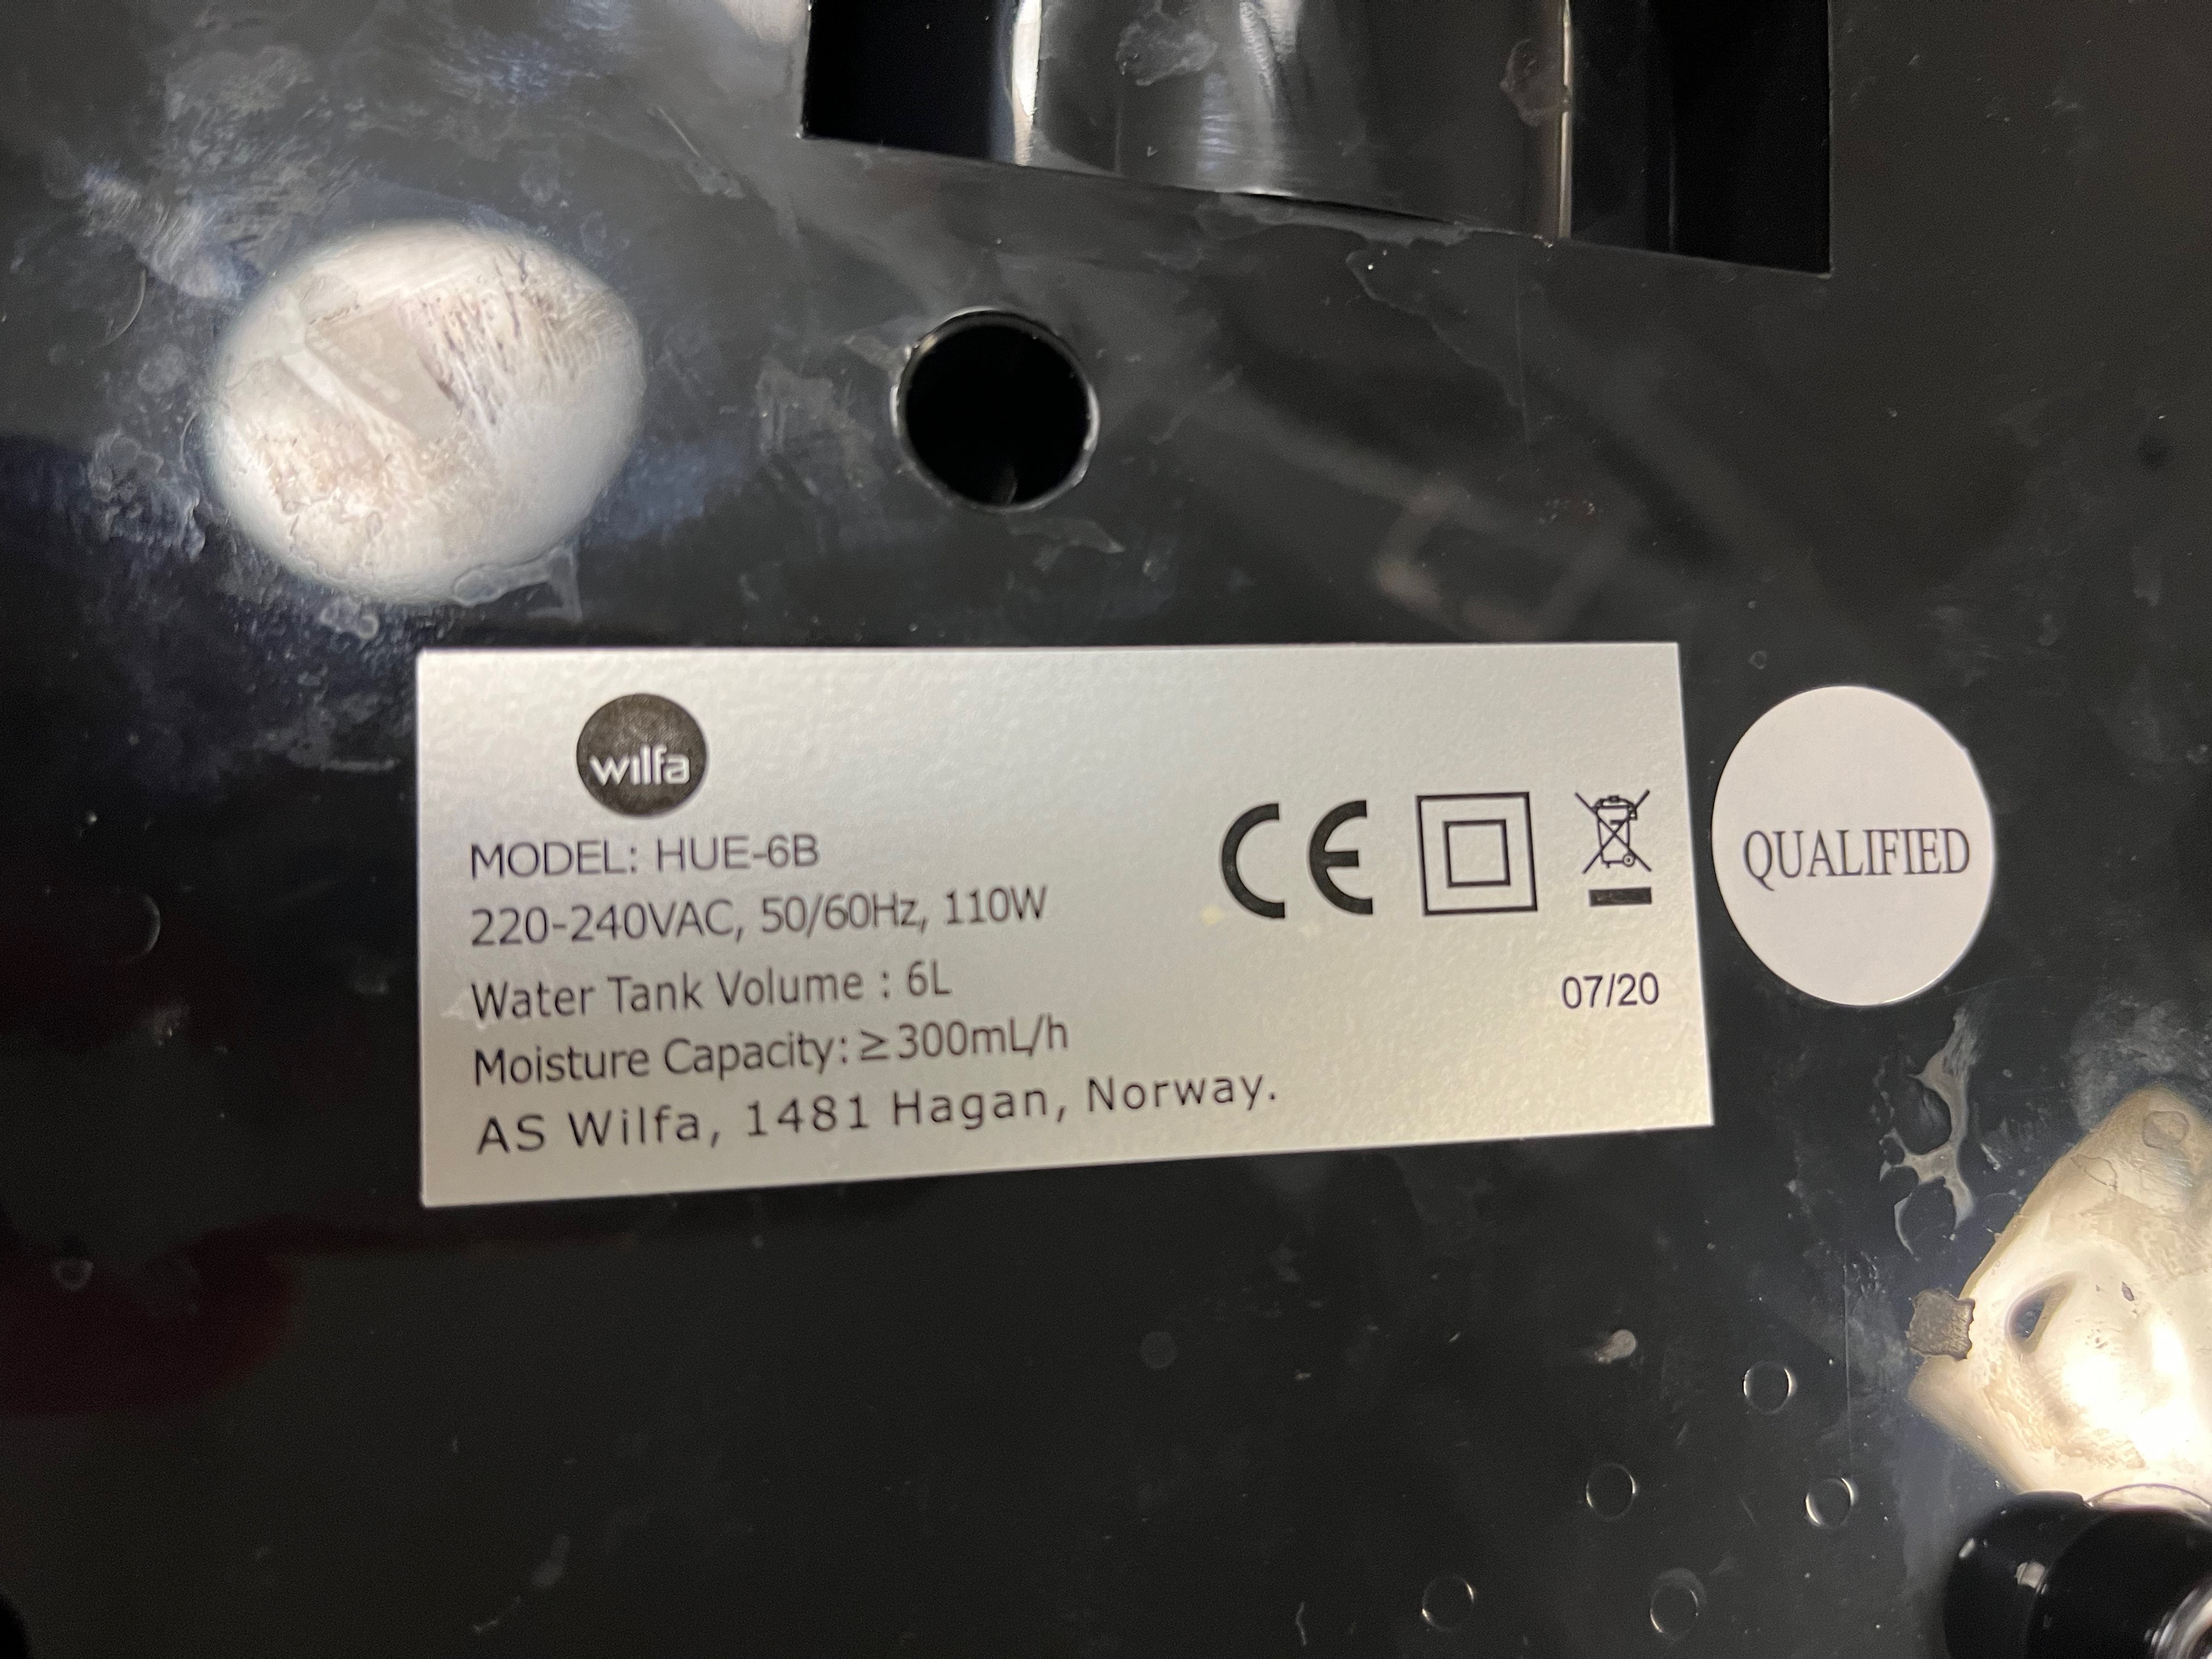 wilfa
MODEL: HUE-6B
220-240VAC, 50/60Hz, 110W
Water Tank Volume : 6L
Moisture Capacity: ≥300mL/h
AS Wilfa, 1481 Hagan, Norway.
CE
07/20
QUALIFIED